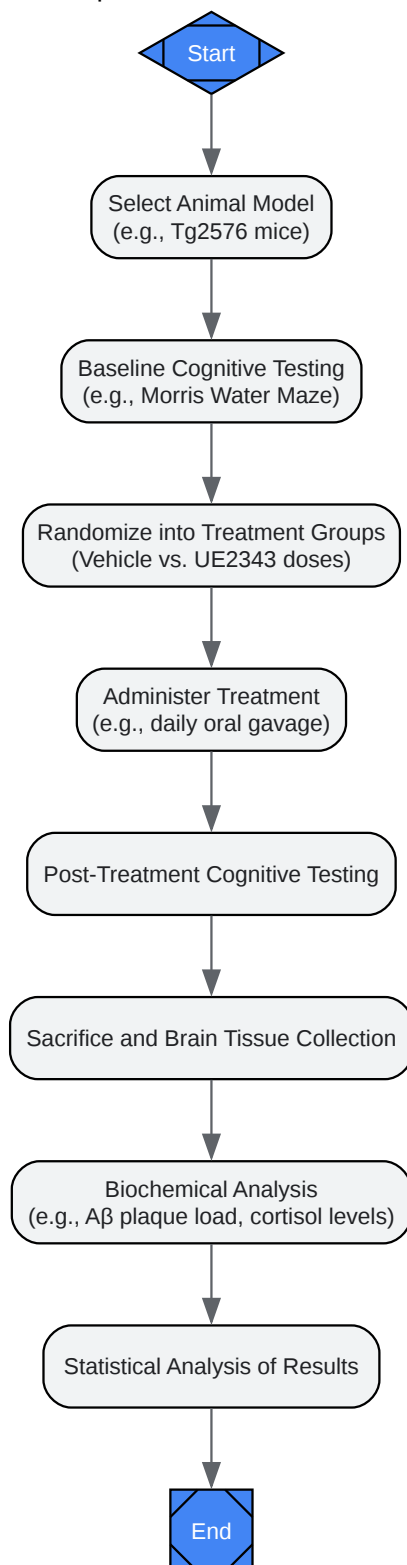 Start
Select Animal Model
(e.g., Tg2576 mice)
Baseline Cognitive Testing
(e.g., Morris Water Maze)
Randomize into Treatment Groups
(Vehicle vs. UE2343 doses)
Administer Treatment
(e.g., daily oral gavage)
Post-Treatment Cognitive Testing
Sacrifice and Brain Tissue Collection
Biochemical Analysis
(e.g., Aβ plaque load, cortisol levels)
Statistical Analysis of Results
End